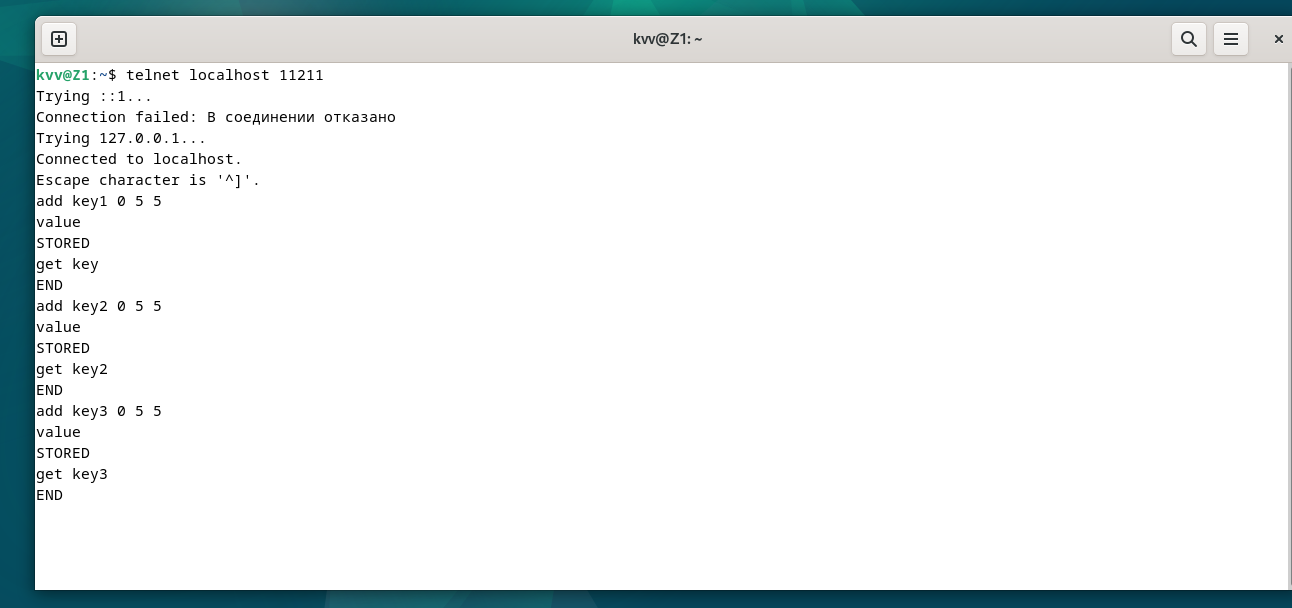 kvv@Z1: ~
kvv@Z1:~$ telnet localhost 11211
Trying ::1...
Connection failed: В соединении отказано
Trying 127.0.0.1...
Connected to localhost.
Escape character is '^]'.
add key1 0 5 5
value
STORED
get key
END
add key2 0 5 5
value
STORED
get key2
END
add key3 0 5 5
value
STORED
get key3
END